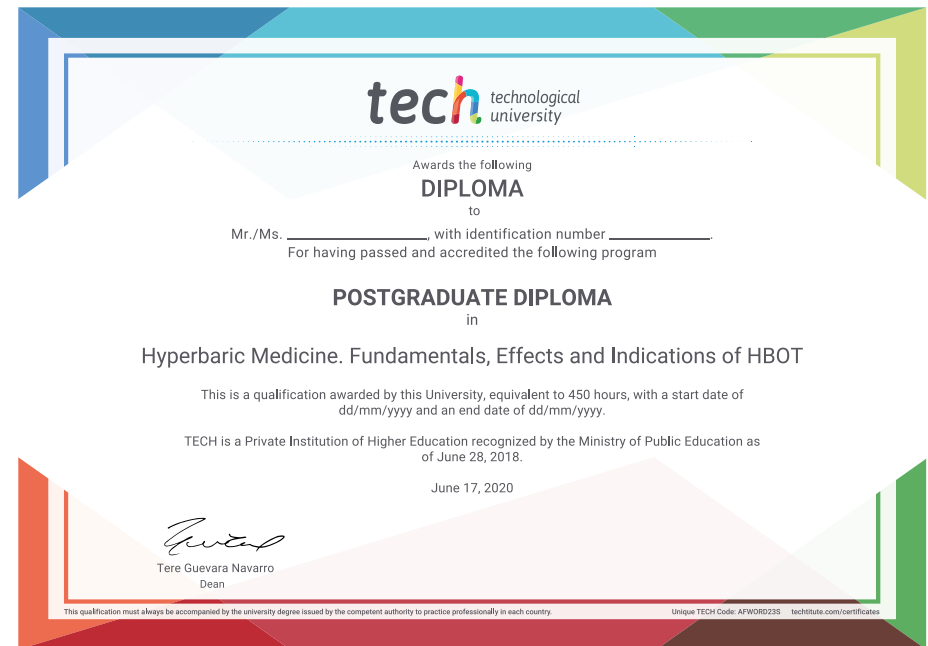 tech technological
university
Awards the following
DIPLOMA
to
Mr./Ms. ____________________, with identification number ______________.
For having passed and accredited the following program
POSTGRADUATE DIPLOMA
in
Hyperbaric Medicine. Fundamentals, Effects and Indications of HBOT
This is a qualification awarded by this University, equivalent to 450 hours, with a start date of
dd/mm/yyyy and an end date of dd/mm/yyyy.
TECH is a Private Institution of Higher Education recognized by the Ministry of Public Education as
of June 28, 2018.
June 17, 2020
Tere Guevara Navarro
Dean
This qualification must always be accompanied by the university degree issued by the competent authority to practice professionally in each country. Unique TECH Code: AFWORD23S techtitute.com/certificates